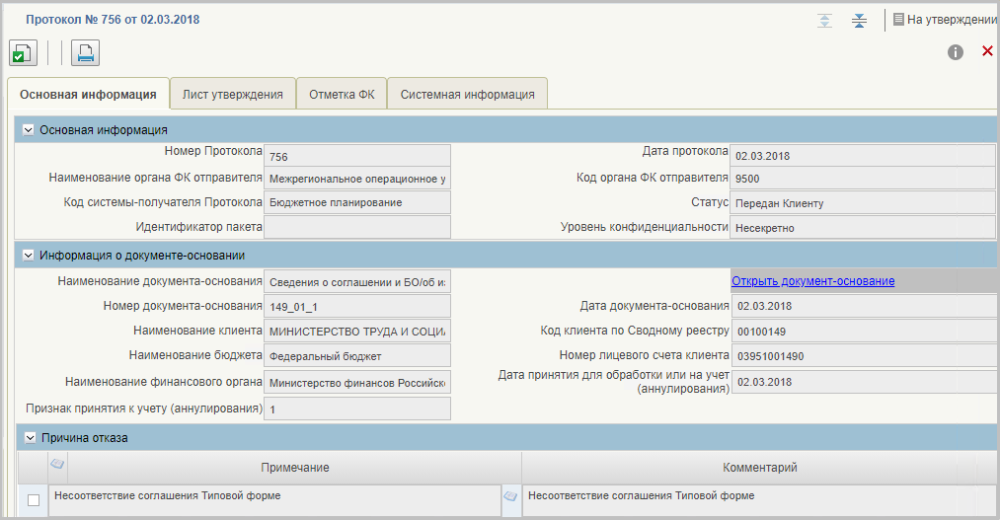 Протокол № 756 от 02.03.2018
На утверждении
Основная информация Лист утверждения Отметка ФК Системная информация
Основная информация
Номер Протокола 756 Дата протокола 02.03.2018
Наименование органа ФК отправителя Межрегиональное операционное у Код органа ФК отправителя 9500
Код системы-получателя Протокола Бюджетное планирование Статус Передан Клиенту
Идентификатор пакета Уровень конфиденциальности Несекретно
Информация о документе-основании
Наименование документа-основания Сведения о соглашении и БО/об из Открыть документ-основание
Номер документа-основания 149_01_1 Дата документа-основания 02.03.2018
Наименование клиента МИНИСТЕРСТВО ТРУДА И СОЦИА Код клиента по Сводному реестру 00100149
Наименование бюджета Федеральный бюджет Номер лицевого счета клиента 03951001490
Наименование финансового органа Министерство финансов Российско Дата принятия для обработки или на учет
(аннулирования) 02.03.2018
Признак принятия к учету (аннулирования) 1
Причина отказа
Примечание Комментарий
Несоответствие соглашения Типовой форме Несоответствие соглашения Типовой форме